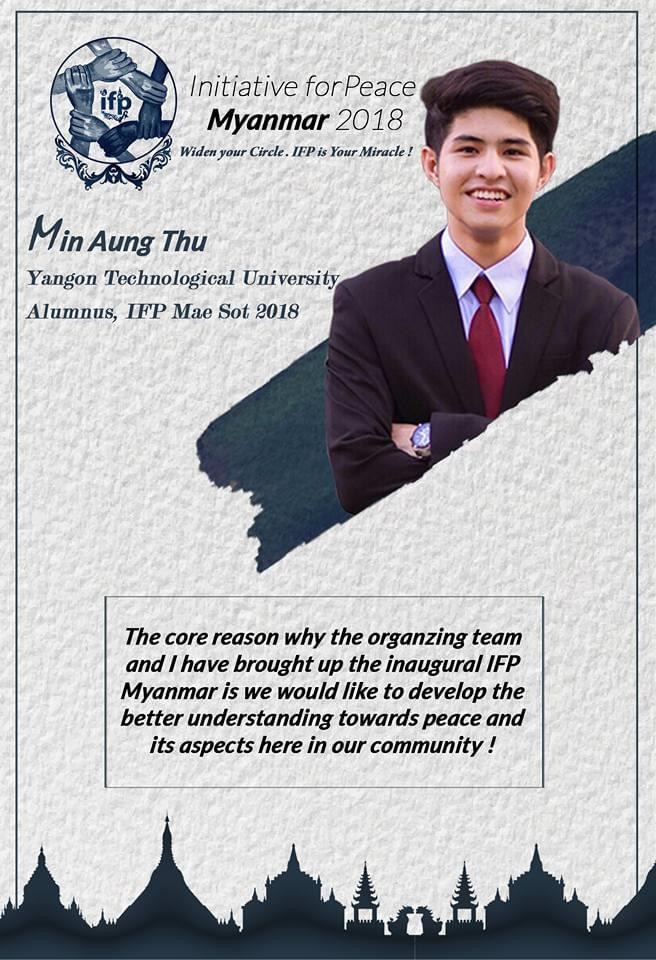 ifp
Initiative forPeace
Myanmar 2018
Widen your Circle . IFP is Your Miracle !
Min Aung Thu
Yangon Technological University
Alumnus, IFP Mae Sot 2018
The core reason why the organzing team
and I have brought up the inaugural IFP
Myanmar is we would like to develop the
better understanding towards peace and
its aspects here in our community !